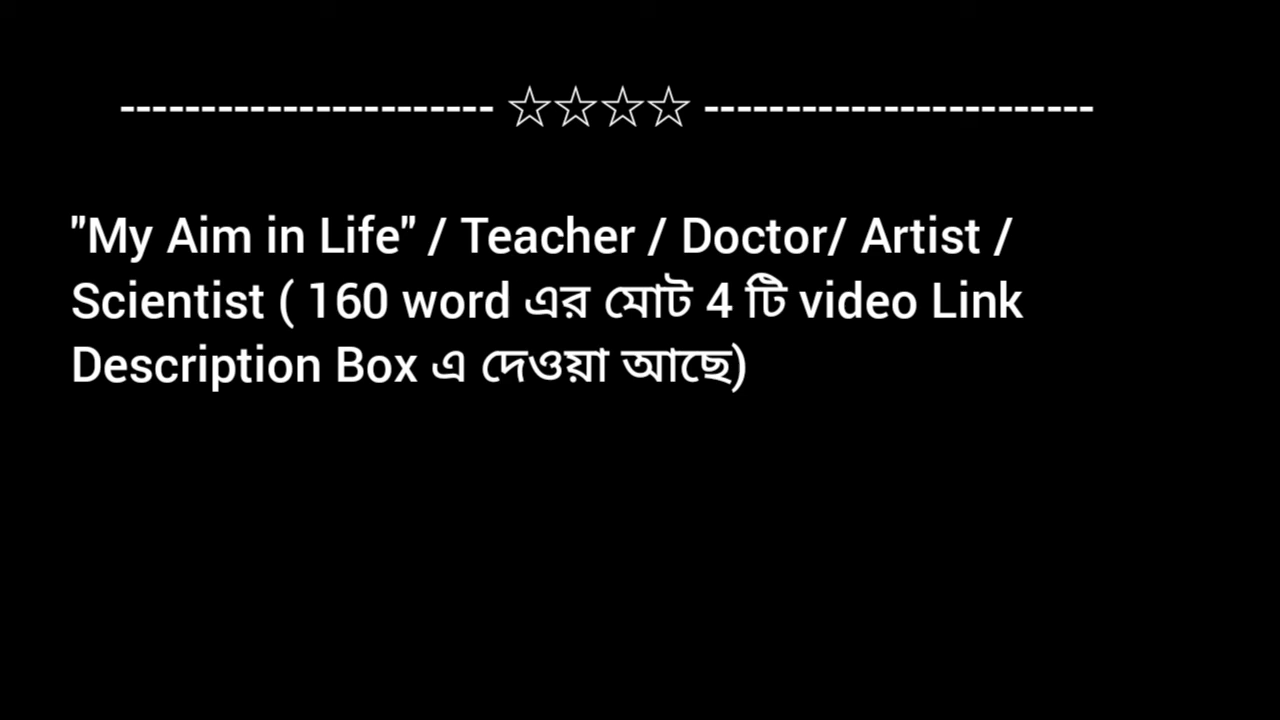 ----------------------- ☆☆☆☆ ------------------------
"My Aim in Life" / Teacher / Doctor/ Artist /
Scientist ( 160 word এর মোট 4 টি video Link
Description Box এ দেওয়া আছে)